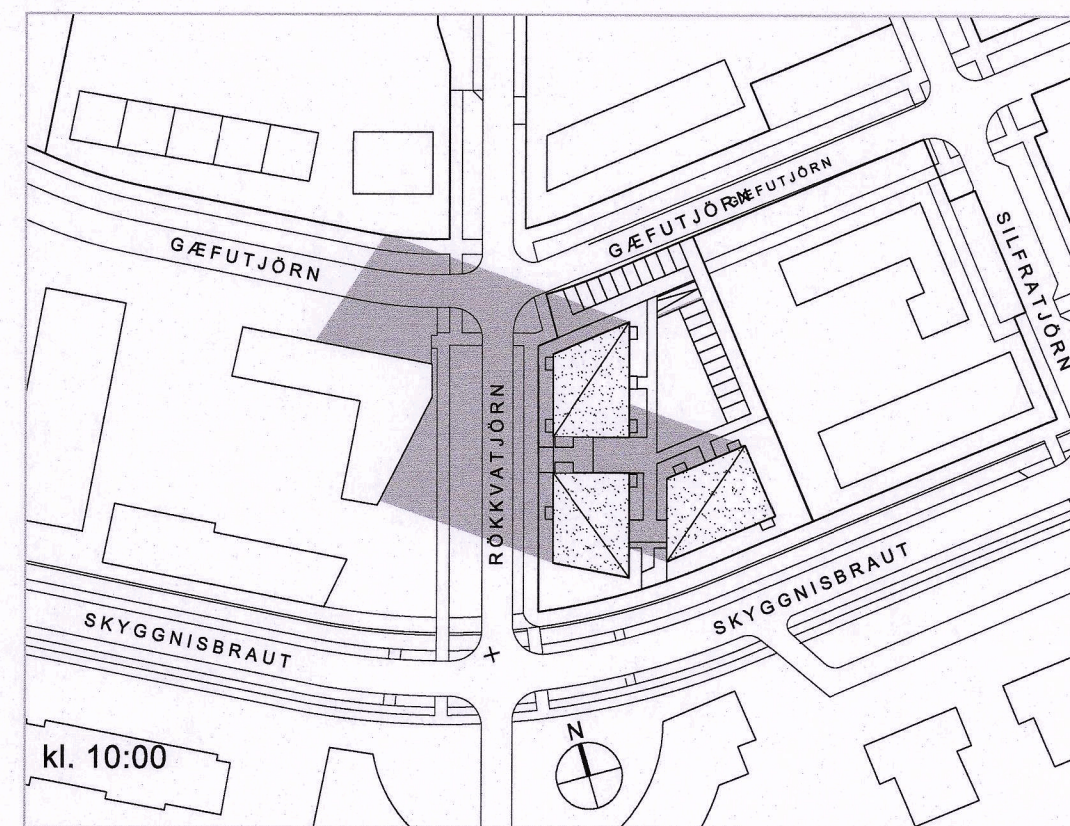 GÆFUTJÖRN
GÆFUTJÖRN
GÆFUTJÖRN
SILFRATJÖRN
RÖKKVATJÖRN
SKYGGNISBRAUT
SKYGGNISBRAUT
N
kl. 10:00